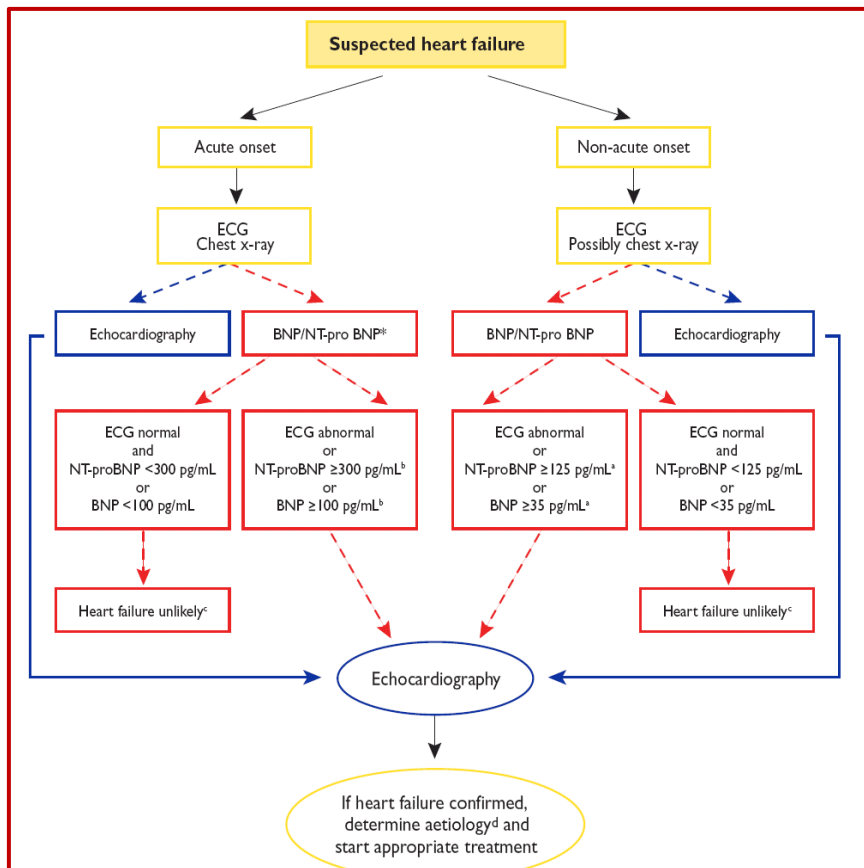 Suspected heart failure
Acute onset
Non-acute onset
ECG
Chest x-ray
ECG
Possibly chest x-ray
Echocardiography
BNP/NT-pro BNP*
BNP/NT-pro BNP
Echocardiography
ECG normal
and
NT-proBNP <300 pg/mL
or
BNP <100 pg/mL
ECG abnormal
or
NT-proBNP ≥300 pg/mLᵇ
or
BNP ≥100 pg/mLᵇ
ECG abnormal
or
NT-proBNP ≥125 pg/mLᵃ
or
BNP ≥35 pg/mLᵃ
ECG normal
and
NT-proBNP <125 pg/mL
or
BNP <35 pg/mL
Heart failure unlikelyᶜ
Heart failure unlikelyᶜ
Echocardiography
If heart failure confirmed,
determine aetiologyᵈ and
start appropriate treatment